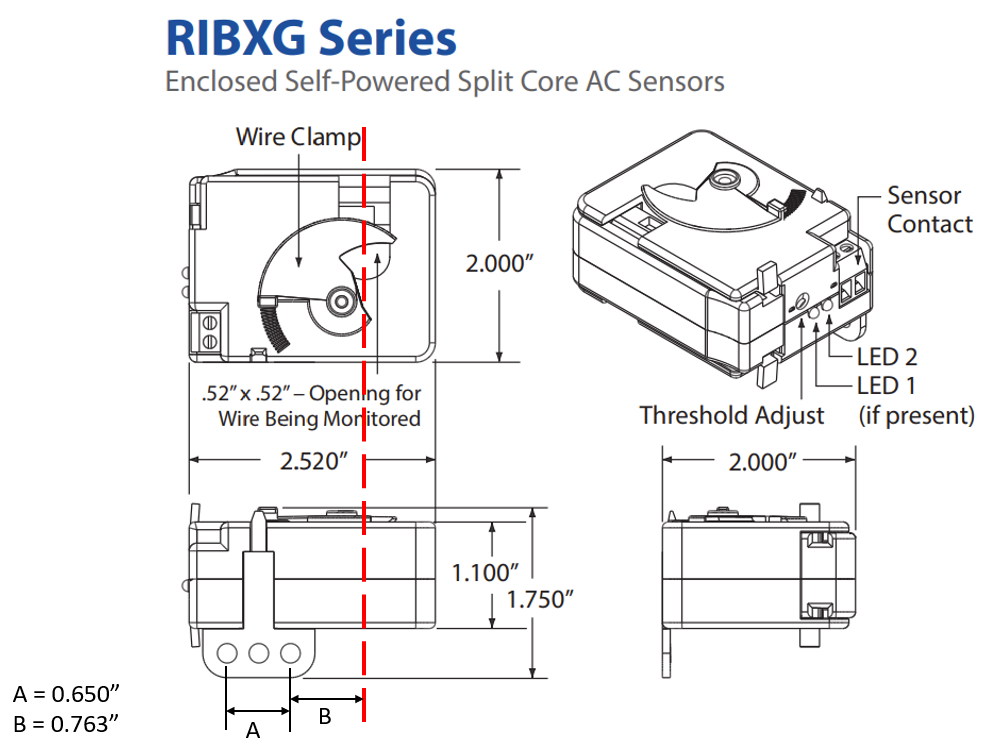 RIBXG Series
Enclosed Self-Powered Split Core AC Sensors
Wire Clamp
Sensor
Contact
2.000”
LED 2
.52” x .52” – Opening for
LED 1
Wire Being Monitored
Threshold Adjust
(if present)
2.520”
2.000”
1.100”
1.750”
A = 0.650”
B = 0.763”
B
A